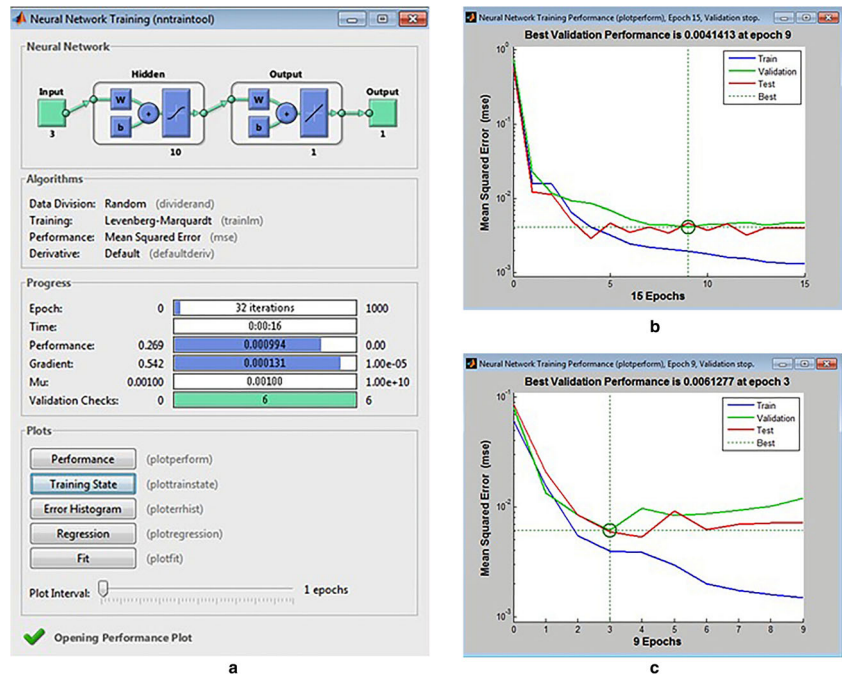 Neural Network Training (nntraintool)
Neural Network
Hidden
Output
Input
Output
W
b
+
W
b
+
3
10
1
1
Algorithms
Data Division: Random (dividerand)
Training: Levenberg-Marquardt (trainlm)
Performance: Mean Squared Error (mse)
Derivative: Default (defaultderiv)
Progress
Epoch: 0 32 iterations 1000
Time: 0:00:16
Performance: 0.269 0.000994 0.00
Gradient: 0.542 0.000131 1.00e-05
Mu: 0.00100 0.00100 1.00e+10
Validation Checks: 0 6 6
Plots
Performance (plotperform)
Training State (plottrainstate)
Error Histogram (ploterrhist)
Regression (plotregression)
Fit (plotfit)
Plot Interval: 1 epochs
Opening Performance Plot
a
Neural Network Training Performance (plotperform), Epoch 15, Validation stop.
Best Validation Performance is 0.0041413 at epoch 9
Train
Validation
Test
Best
Mean Squared Error (mse)
10^0
10^-1
10^-2
10^-3
0 5 10 15
15 Epochs
b
Neural Network Training Performance (plotperform), Epoch 9, Validation stop.
Best Validation Performance is 0.0061277 at epoch 3
Train
Validation
Test
Best
Mean Squared Error (mse)
10^-1
10^-2
10^-3
0 1 2 3 4 5 6 7 8 9
9 Epochs
c